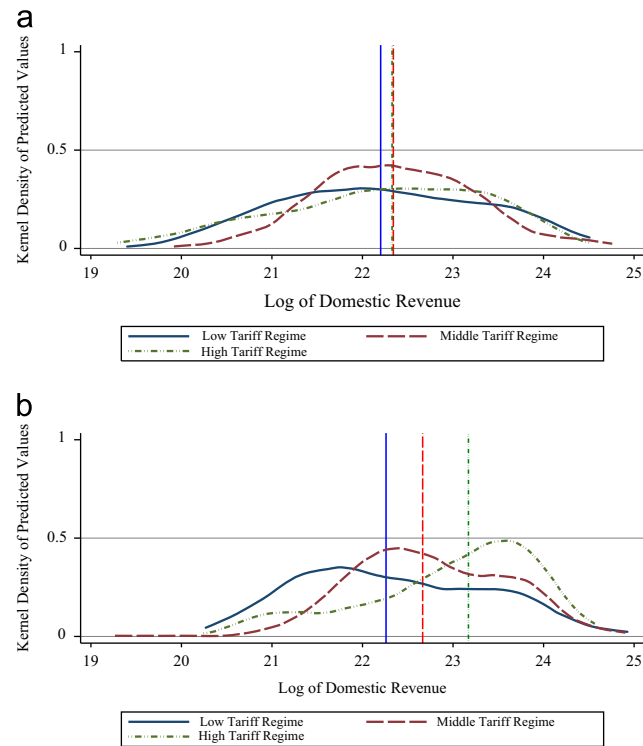 a
Kernel Density of Predicted Values
1
0.5
0
19 20 21 22 23 24 25
Log of Domestic Revenue
Low Tariff Regime Middle Tariff Regime
High Tariff Regime
b
Kernel Density of Predicted Values
1
0.5
0
19 20 21 22 23 24 25
Log of Domestic Revenue
Low Tariff Regime Middle Tariff Regime
High Tariff Regime